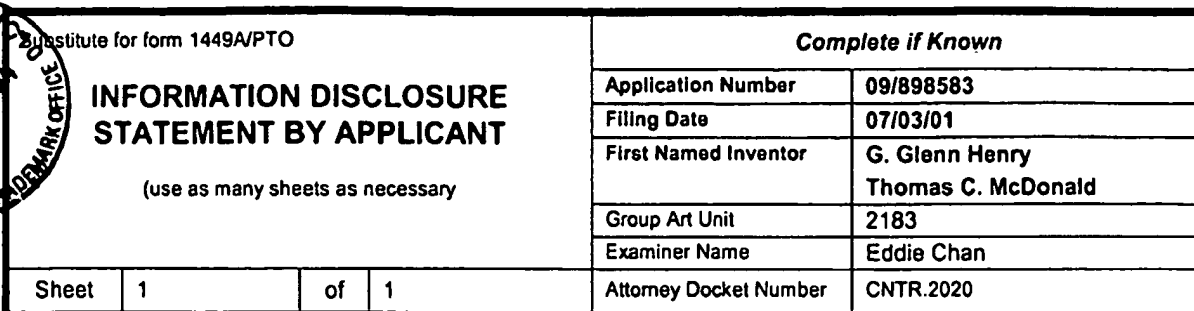 Substitute for form 1449A/PTO
INFORMATION DISCLOSURE
STATEMENT BY APPLICANT
(use as many sheets as necessary
Sheet 1 of 1
Complete if Known
Application Number 09/898583
Filing Date 07/03/01
First Named Inventor G. Glenn Henry
Thomas C. McDonald
Group Art Unit 2183
Examiner Name Eddie Chan
Attorney Docket Number CNTR.2020
OFFICE